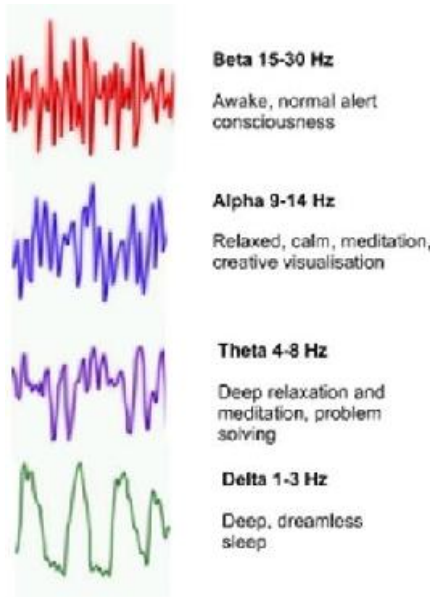 Beta 15-30 Hz
Awake, normal alert
consciousness
Alpha 9-14 Hz
Relaxed, calm, meditation,
creative visualisation
Theta 4-8 Hz
Deep relaxation and
meditation, problem
solving
Delta 1-3 Hz
Deep, dreamless
sleep